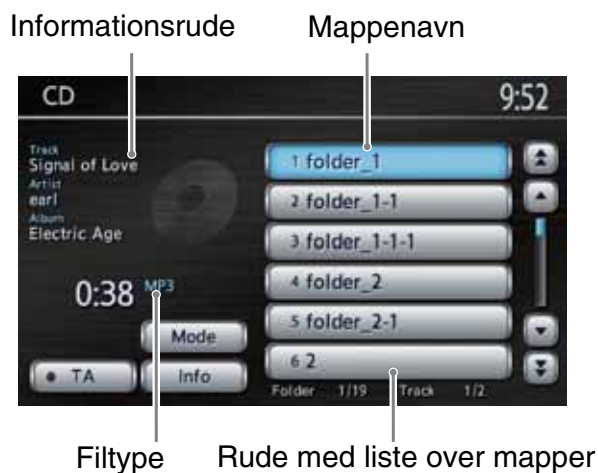 Informationsrude
Mappenavn
CD
9:52
Track
Signal of Love
Artist
earl
Album
Electric Age
0:38 MP3
Mode
TA
Info
1 folder_1
2 folder_1-1
3 folder_1-1-1
4 folder_2
5 folder_2-1
6 2
Folder 1/19 Track 1/2
Filtype
Rude med liste over mapper